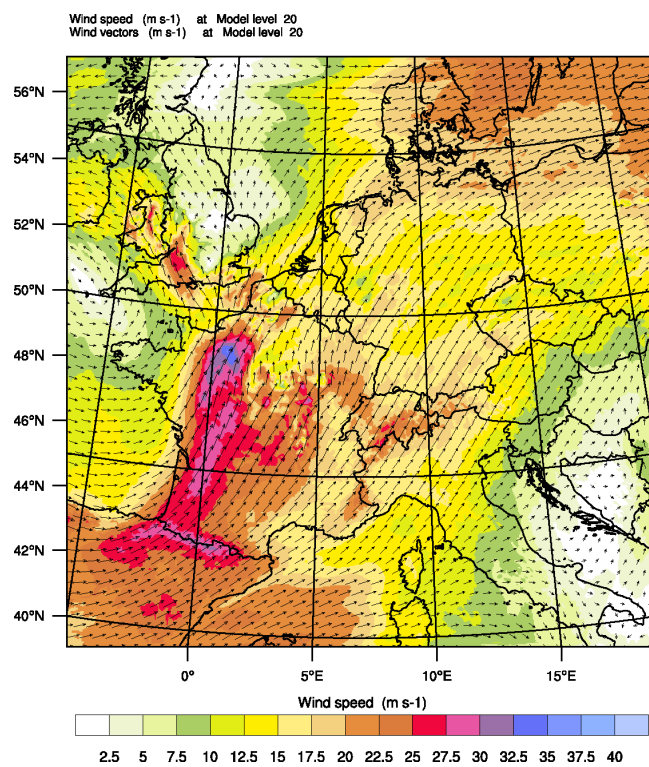 Wind speed (m s-1) at Model level 20
Wind vectors (m s-1) at Model level 20
56°N
54°N
52°N
50°N
48°N
46°N
44°N
42°N
40°N
0° 5°E 10°E 15°E
Wind speed (m s-1)
2.5 5 7.5 10 12.5 15 17.5 20 22.5 25 27.5 30 32.5 35 37.5 40